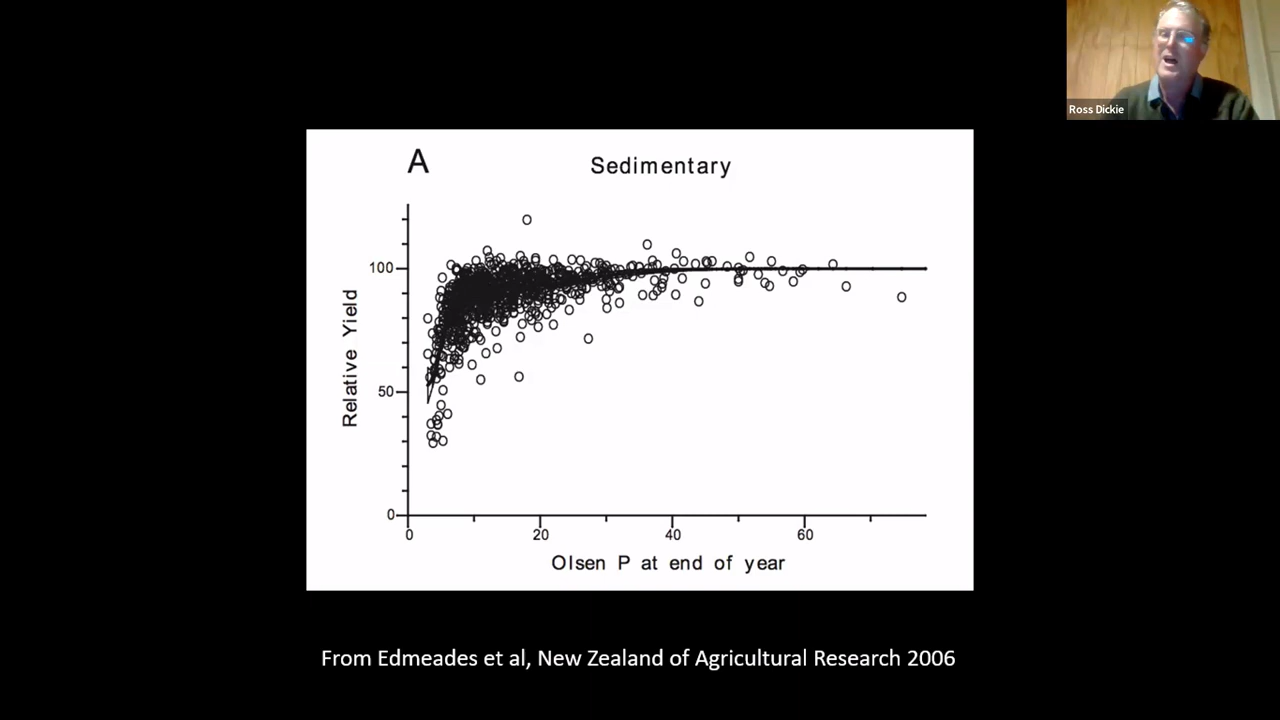 Ross Dickie
A
Sedimentary
100
50
0
Relative Yield
0 20 40 60
Olsen P at end of year
From Edmeades et al, New Zealand of Agricultural Research 2006